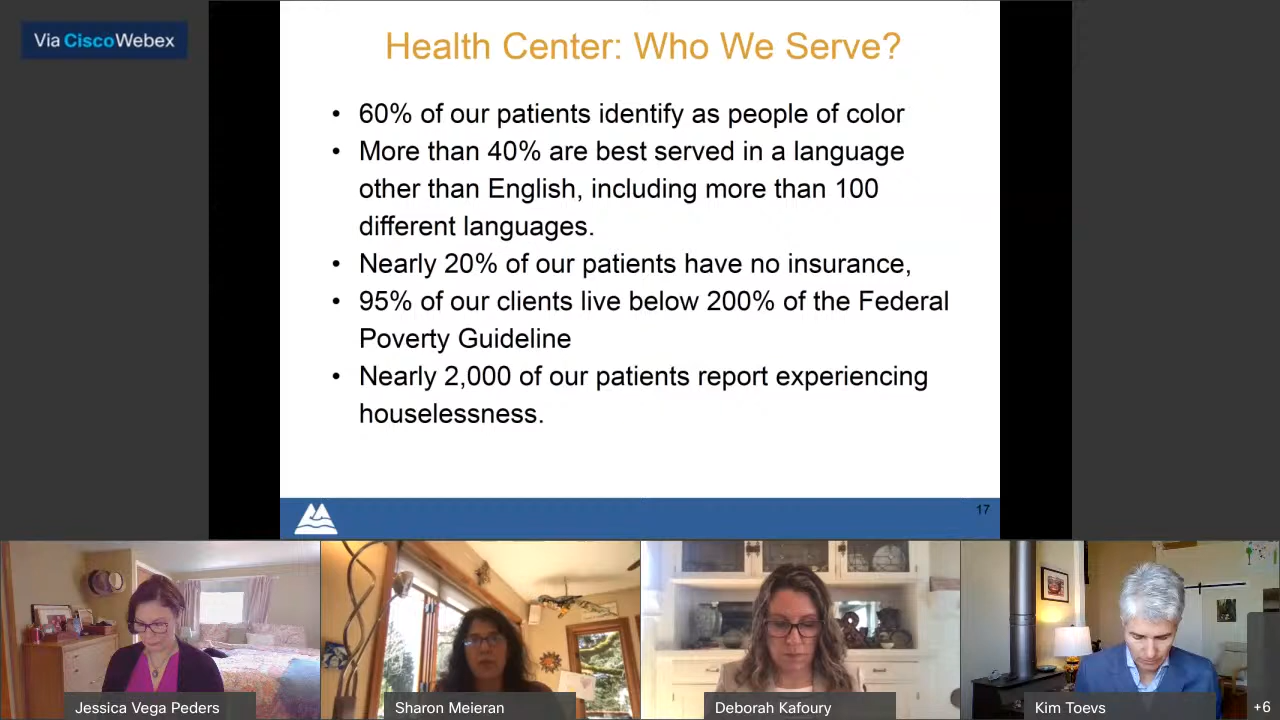 Via Cisco Webex
Health Center: Who We Serve?
• 60% of our patients identify as people of color
• More than 40% are best served in a language
other than English, including more than 100
different languages.
• Nearly 20% of our patients have no insurance,
• 95% of our clients live below 200% of the Federal
Poverty Guideline
• Nearly 2,000 of our patients report experiencing
houselessness.
17
Jessica Vega Peders
Sharon Meieran
Deborah Kafoury
Kim Toevs
+6